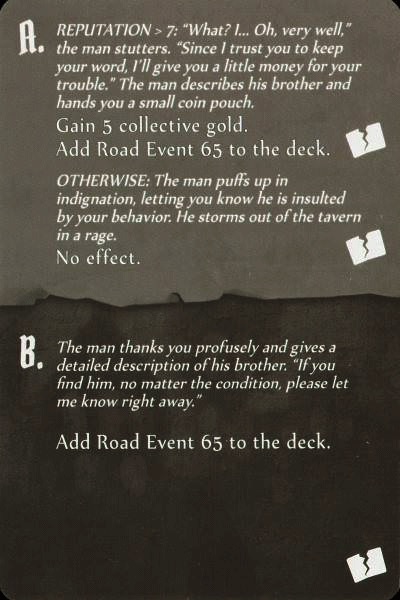 A. REPUTATION > 7: “What? I... Oh, very well,”
the man stutters. “Since I trust you to keep
your word, I’ll give you a little money for your
trouble.” The man describes his brother and
hands you a small coin pouch.
Gain 5 collective gold.
Add Road Event 65 to the deck.
OTHERWISE: The man puffs up in
indignation, letting you know he is insulted
by your behavior. He storms out of the tavern
in a rage.
No effect.
B. The man thanks you profusely and gives a
detailed description of his brother. “If you
find him, no matter the condition, please let
me know right away.”
Add Road Event 65 to the deck.